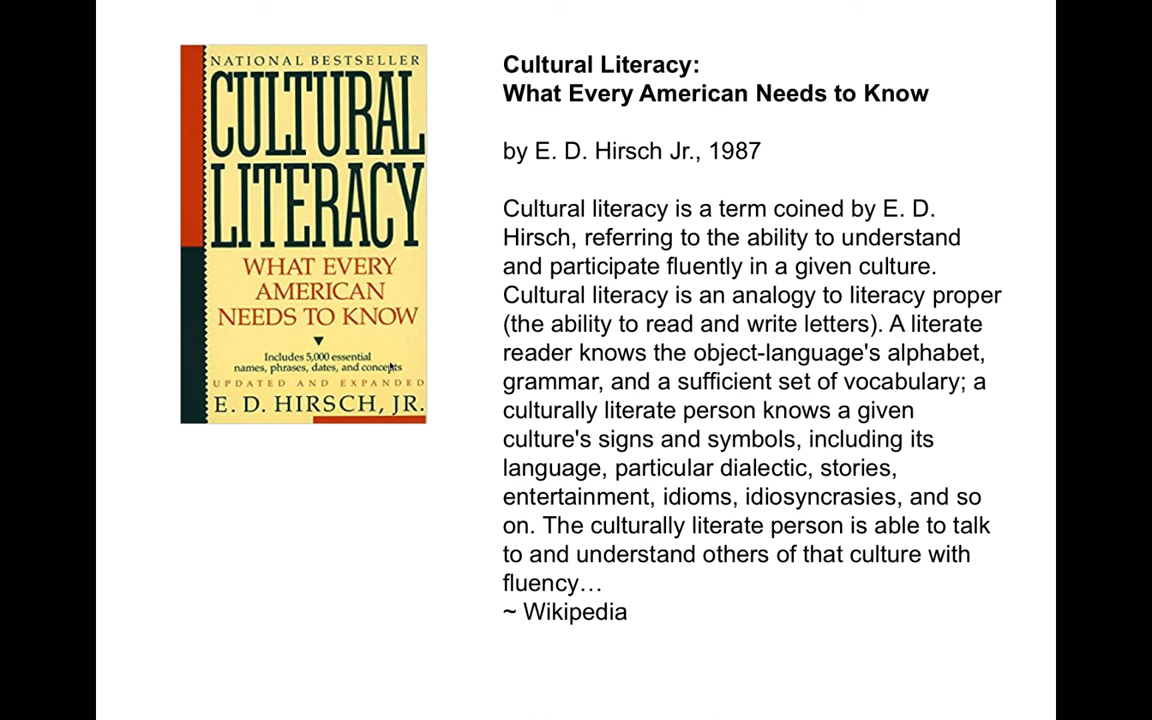 NATIONAL BESTSELLER
CULTURAL
LITERACY
WHAT EVERY
AMERICAN
NEEDS TO KNOW
Includes 5,000 essential
names, phrases, dates, and concepts
UPDATED AND EXPANDED
E. D. HIRSCH, JR.
Cultural Literacy:
What Every American Needs to Know
by E. D. Hirsch Jr., 1987
Cultural literacy is a term coined by E. D.
Hirsch, referring to the ability to understand
and participate fluently in a given culture.
Cultural literacy is an analogy to literacy proper
(the ability to read and write letters). A literate
reader knows the object-language's alphabet,
grammar, and a sufficient set of vocabulary; a
culturally literate person knows a given
culture's signs and symbols, including its
language, particular dialectic, stories,
entertainment, idioms, idiosyncrasies, and so
on. The culturally literate person is able to talk
to and understand others of that culture with
fluency…
~ Wikipedia